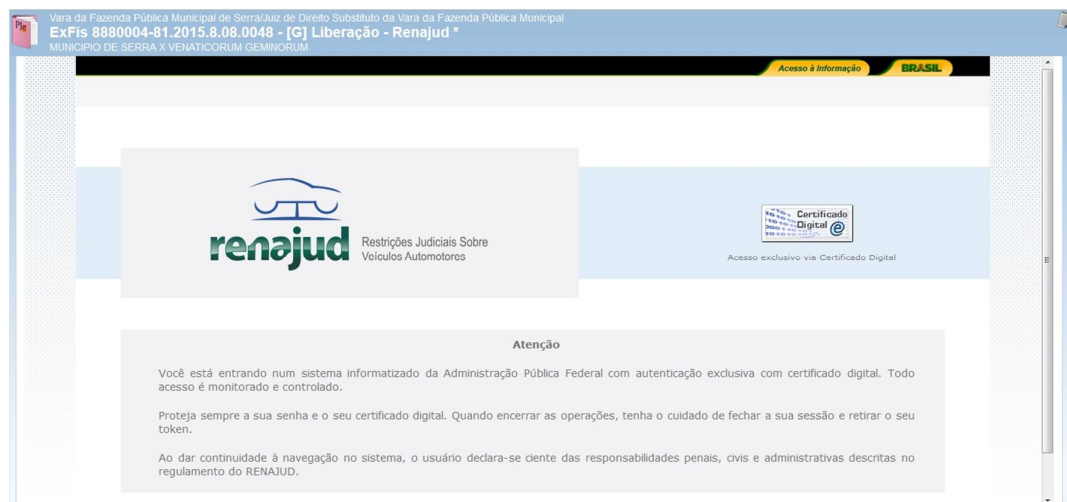 PJe
Vara da Fazenda Pública Municipal de Serra/Juiz de Direito Substituto da Vara da Fazenda Pública Municipal
ExFis 8880004-81.2015.8.08.0048 - [G] Liberação - Renajud *
MUNICIPIO DE SERRA X VENATICORUM GEMINORUM
Acesso à Informação
BRASIL
renajud
Restrições Judiciais Sobre
Veículos Automotores
Certificado
Digital
Acesso exclusivo via Certificado Digital
Atenção
Você está entrando num sistema informatizado da Administração Pública Federal com autenticação exclusiva com certificado digital. Todo
acesso é monitorado e controlado.
Proteja sempre a sua senha e o seu certificado digital. Quando encerrar as operações, tenha o cuidado de fechar a sua sessão e retirar o seu
token.
Ao dar continuidade à navegação no sistema, o usuário declara-se ciente das responsabilidades penais, civis e administrativas descritas no
regulamento do RENAJUD.